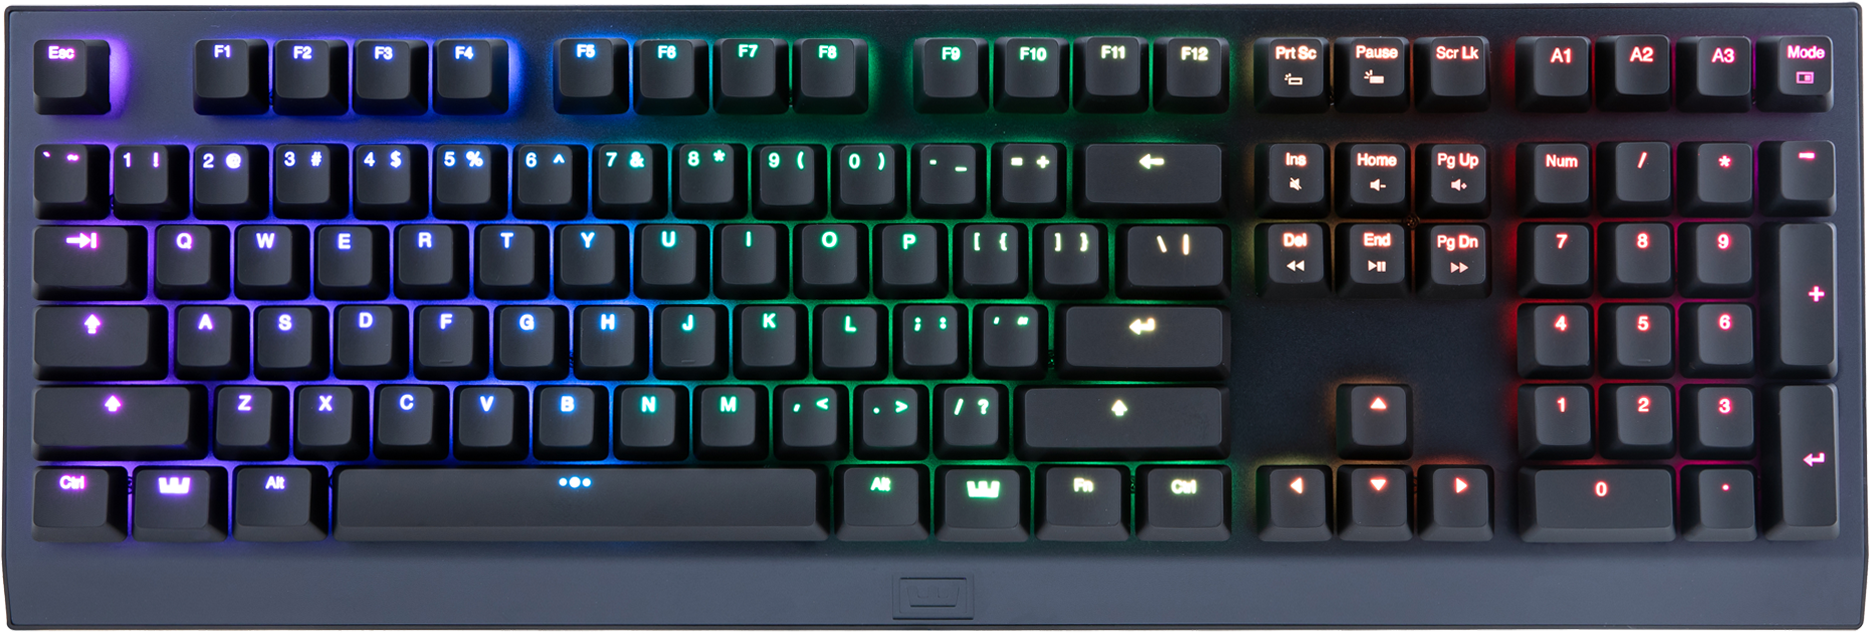 Esc F1 F2 F3 F4 F5 F6 F7 F8 F9 F10 F11 F12 Prt Sc Pause Scr Lk A1 A2 A3 Mode
` ~ 1 ! 2 @ 3 # 4 $ 5 % 6 ^ 7 & 8 * 9 ( 0 ) - _ = + ← Ins Home Pg Up Num / * -
Q W E R T Y U I O P [ { ] } \ | Del End Pg Dn 7 8 9 +
A S D F G H J K L ; : ' " 4 5 6
Z X C V B N M , < . > / ? 1 2 3
Ctrl Alt Alt Fn Ctrl 0 .